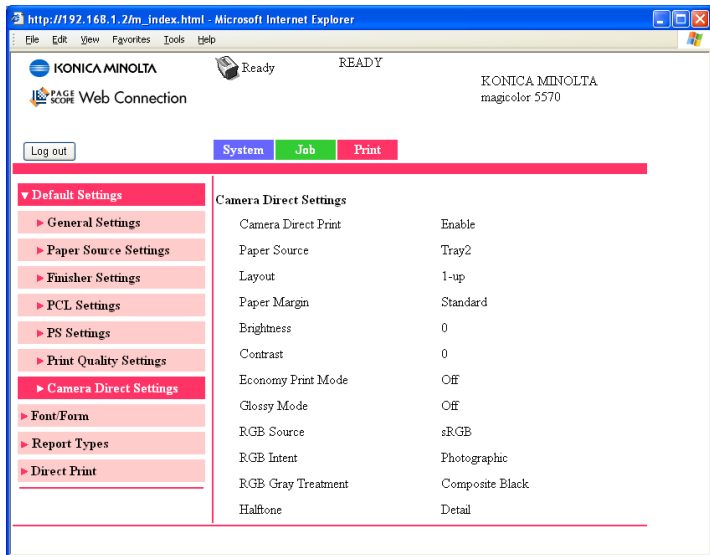 http://192.168.1.2/m_index.html - Microsoft Internet Explorer
File Edit View Favorites Tools Help
KONICA MINOLTA
PAGE SCOPE Web Connection
Ready
READY
KONICA MINOLTA
magicolor 5570
Log out
System Job Print
Default Settings
General Settings
Paper Source Settings
Finisher Settings
PCL Settings
PS Settings
Print Quality Settings
Camera Direct Settings
Font/Form
Report Types
Direct Print
Camera Direct Settings
Camera Direct Print Enable
Paper Source Tray2
Layout 1-up
Paper Margin Standard
Brightness 0
Contrast 0
Economy Print Mode Off
Glossy Mode Off
RGB Source sRGB
RGB Intent Photographic
RGB Gray Treatment Composite Black
Halftone Detail